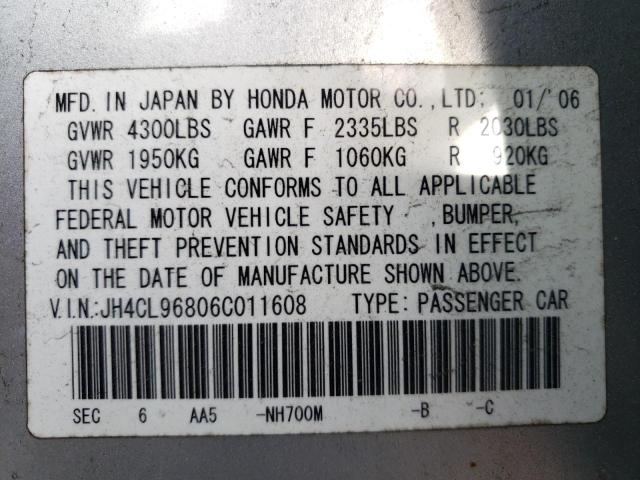 MFD. IN JAPAN BY HONDA MOTOR CO., LTD; 01/'06
GVWR 4300LBS GAWR F 2335LBS R 2030LBS
GVWR 1950KG GAWR F 1060KG R 920KG
THIS VEHICLE CONFORMS TO ALL APPLICABLE
FEDERAL MOTOR VEHICLE SAFETY , BUMPER,
AND THEFT PREVENTION STANDARDS IN EFFECT
ON THE DATE OF MANUFACTURE SHOWN ABOVE.
V.I.N.:JH4CL96806C011608 TYPE: PASSENGER CAR
SEC 6 AA5 -NH700M -B -C